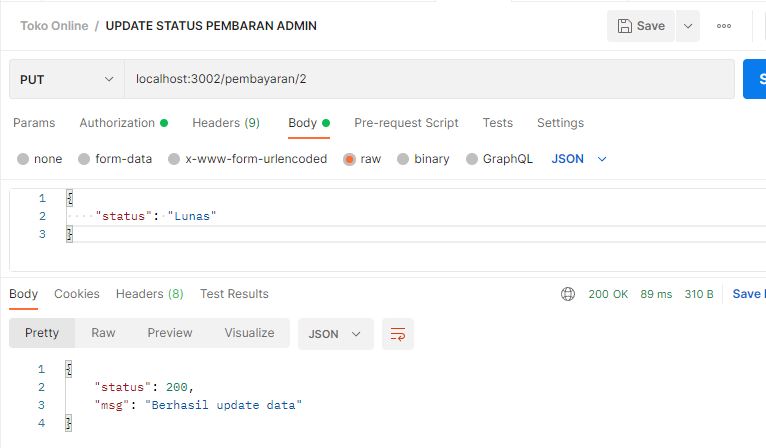 Toko Online / UPDATE STATUS PEMBARAN ADMIN
Save
PUT localhost:3002/pembayaran/2
Params Authorization Headers (9) Body Pre-request Script Tests Settings
none form-data x-www-form-urlencoded raw binary GraphQL JSON
1 {
2 "status": "Lunas"
3 }
Body Cookies Headers (8) Test Results 200 OK 89 ms 310 B Save
Pretty Raw Preview Visualize JSON
1 {
2 "status": 200,
3 "msg": "Berhasil update data"
4 }